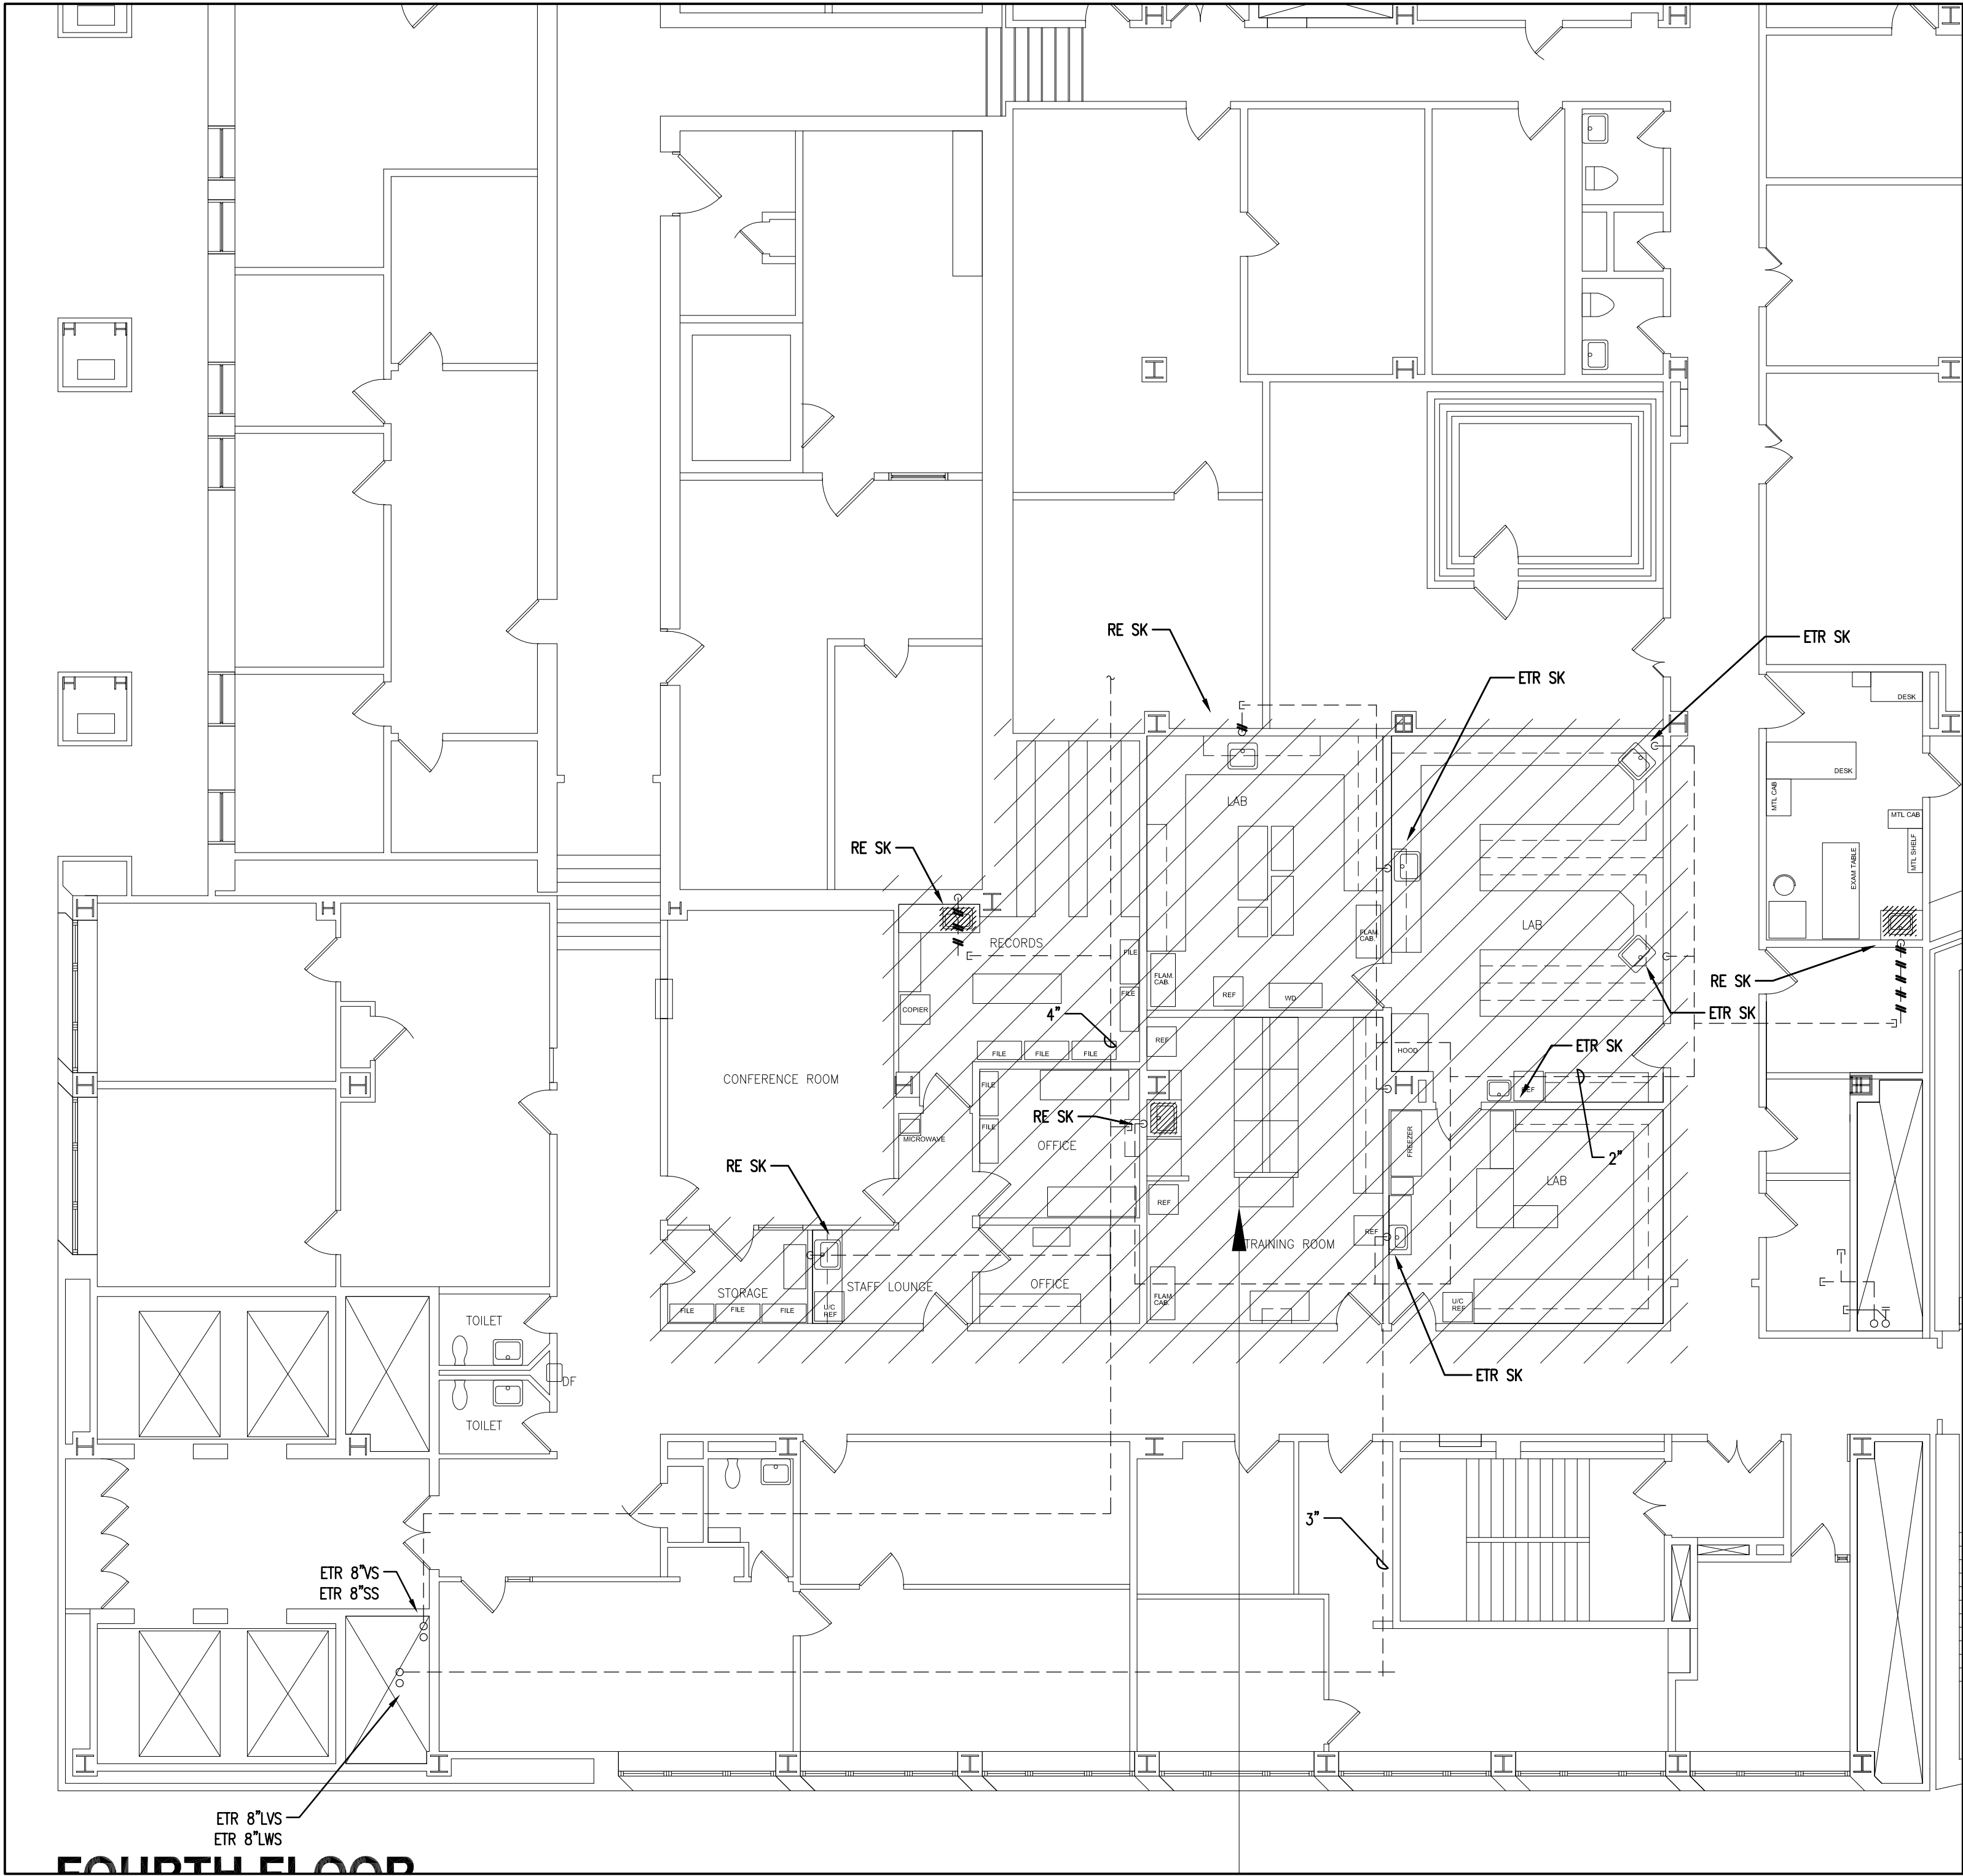 RE SK
ETR SK
ETR SK
DESK
DESK
MTL CAB
MTL CAB
MTL SHELF
EXAM TABLE
LAB
RE SK
RECORDS
FLAM.
CAB.
LAB
FILE
FLAM.
CAB.
FILE
REF
WD
RE SK
COPIER
4"
ETR SK
REF
FILE
FILE
FILE
HOOD
ETR SK
CONFERENCE ROOM
FILE
REF
RE SK
FILE
MICROWAVE
OFFICE
FREEZER
2"
RE SK
LAB
REF
REF
TRAINING ROOM
STORAGE
STAFF LOUNGE
OFFICE
FILE
FILE
FILE
U/C
REF
FLAM.
CAB.
U/C
REF
TOILET
DF
ETR SK
TOILET
3"
ETR 8"VS
ETR 8"SS
ETR 8"LVS
ETR 8"LWS
FOURTH FLOOR